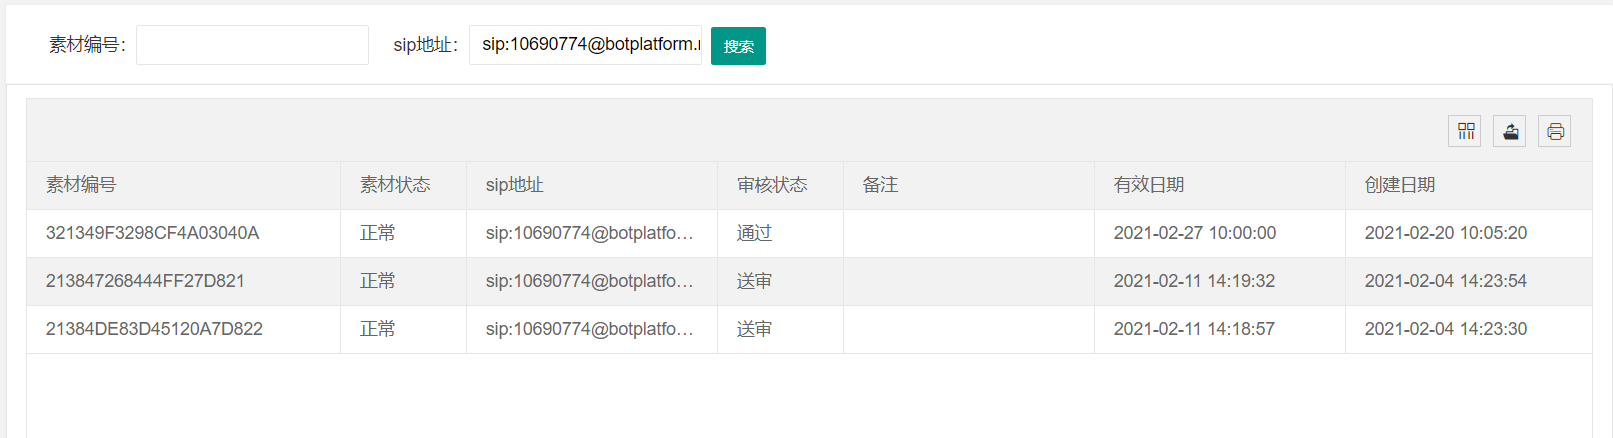 素材编号： sip地址： sip:10690774@botplatform.r 搜索
素材编号 素材状态 sip地址 审核状态 备注 有效日期 创建日期
321349F3298CF4A03040A 正常 sip:10690774@botplatfo... 通过 2021-02-27 10:00:00 2021-02-20 10:05:20
213847268444FF27D821 正常 sip:10690774@botplatfo... 送审 2021-02-11 14:19:32 2021-02-04 14:23:54
21384DE83D45120A7D822 正常 sip:10690774@botplatfo... 送审 2021-02-11 14:18:57 2021-02-04 14:23:30